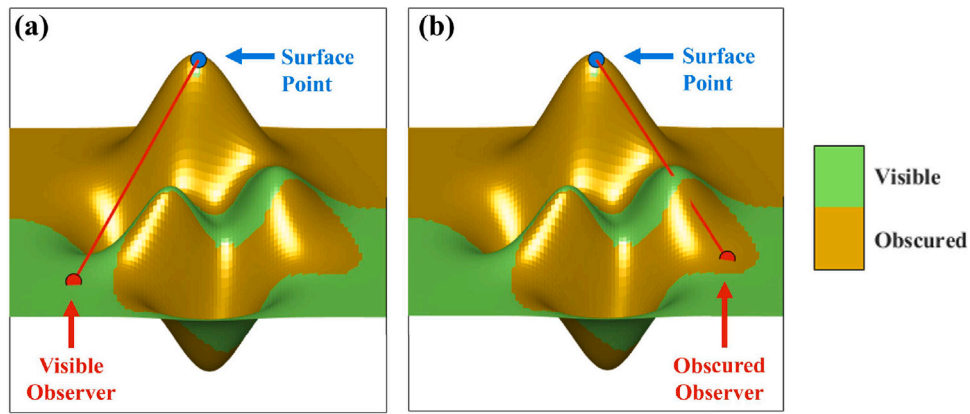 (a)
Surface
Point
Visible
Observer
(b)
Surface
Point
Obscured
Observer
Visible
Obscured